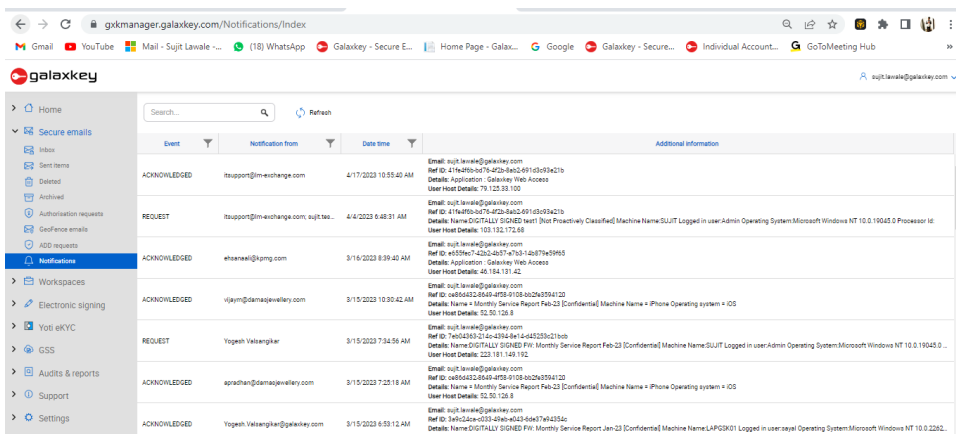 gxkmanager.galaxkey.com/Notifications/Index
Gmail YouTube Mail - Sujit Lawale -... (18) WhatsApp Galaxkey - Secure E... Home Page - Galax... Google Galaxkey - Secure... Individual Account... GoToMeeting Hub »
galaxkey
sujit.lawale@galaxkey.com
Home
Secure emails
Inbox
Sent items
Deleted
Archived
Authorisation requests
GeoFence emails
ADD requests
Notifications
Workspaces
Electronic signing
Yoti eKYC
GSS
Audits & reports
Support
Settings
Search... Refresh
Event Notification from Date time Additional information
ACKNOWLEDGED itsupport@lm-exchange.com 4/17/2023 10:55:40 AM
Email: sujit.lawale@galaxkey.com
Ref ID: 41fe4f6b-bd76-4f2b-8ab2-691d3c93e21b
Details: Application : Galaxkey Web Access
User Host Details: 79.125.33.100
REQUEST itsupport@lm-exchange.com; sujit.tes... 4/4/2023 6:48:31 AM
Email: sujit.lawale@galaxkey.com
Ref ID: 41fe4f6b-bd76-4f2b-8ab2-691d3c93e21b
Details: Name:DIGITALLY SIGNED test1 [Not Proactively Classified] Machine Name:SUJIT Logged in user:Admin Operating System:Microsoft Windows NT 10.0.19045.0 Processor Id:
User Host Details: 103.132,172,68
ACKNOWLEDGED ehsanaali@kpmg.com 3/16/2023 8:39:40 AM
Email: sujit.lawale@galaxkey.com
Ref ID: e655fec7-42b2-4b57-a7b3-14b879e59f65
Details: Application : Galaxkey Web Access
User Host Details: 46.184.131.42
ACKNOWLEDGED vijaym@damasjewellery.com 3/15/2023 10:30:42 AM
Email: sujit.lawale@galaxkey.com
Ref ID: ce86d432-8649-4f58-9108-bb2fe3594120
Details: Name = Monthly Service Report Feb-23 [Confidential] Machine Name = iPhone Operating system = iOS
User Host Details: 52.50.126.8
REQUEST Yogesh Valsangikar 3/15/2023 7:34:56 AM
Email: sujit.lawale@galaxkey.com
Ref ID: 7eb04363-214c-4394-8e14-d45253c21bcb
Details: Name:DIGITALLY SIGNED FW: Monthly Service Report Feb-23 [Confidential] Machine Name:SUJIT Logged in user:Admin Operating System:Microsoft Windows NT 10.0.19045.0 ...
User Host Details: 223.181.149.192
ACKNOWLEDGED apradhan@damasjewellery.com 3/15/2023 7:25:18 AM
Email: sujit.lawale@galaxkey.com
Ref ID: ce86d432-8649-4f58-9108-bb2fe3594120
Details: Name = Monthly Service Report Feb-23 [Confidential] Machine Name = iPhone Operating system = iOS
User Host Details: 52.50.126.8
ACKNOWLEDGED Yogesh.Valsangikar@galaxkey.com 3/15/2023 6:53:12 AM
Email: sujit.lawale@galaxkey.com
Ref ID: 3a9c24ca-c033-49ab-a043-6de37a94354c
Details: Name:DIGITALLY SIGNED FW: Monthly Service Report Jan-23 [Confidential] Machine Name:LAPGSK01 Logged in user:sayal Operating System:Microsoft Windows NT 10.0.2262...